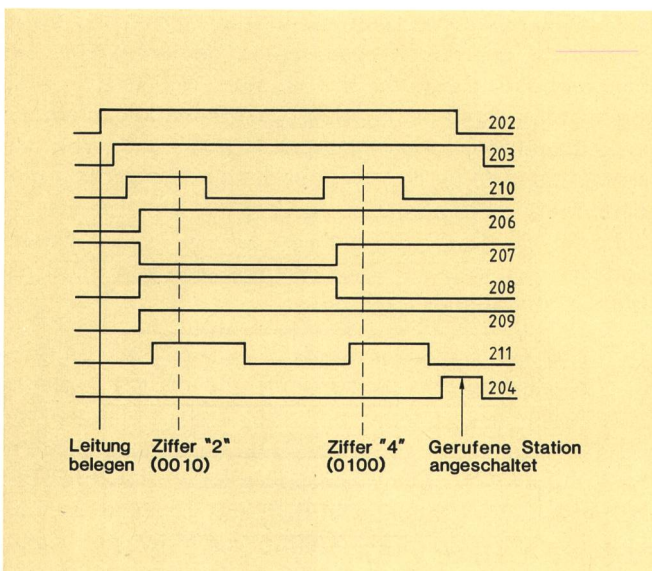 202
203
210
206
207
208
209
211
204
Leitung
belegen
Ziffer "2"
(0010)
Ziffer "4"
(0100)
Gerufene Station
angeschaltet